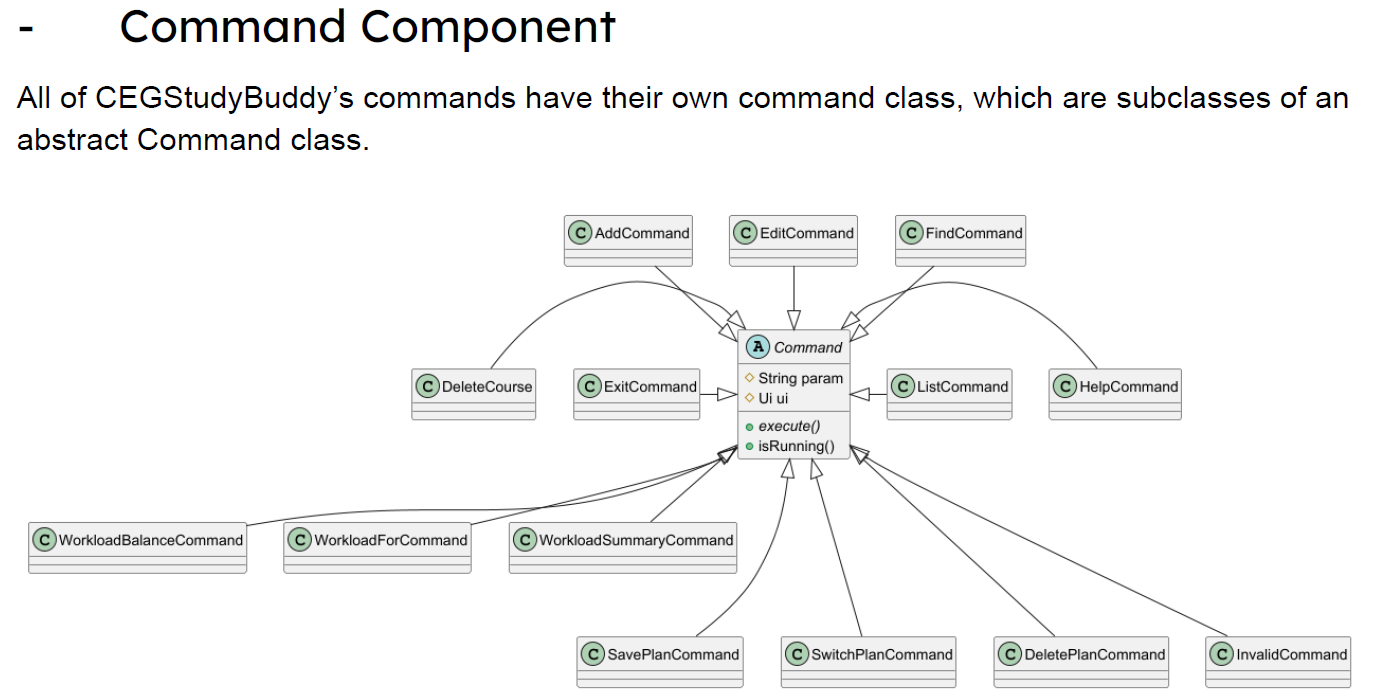 - Command Component
All of CEGStudyBuddy’s commands have their own command class, which are subclasses of an
abstract Command class.
C AddCommand
C EditCommand
C FindCommand
A Command
String param
Ui ui
execute()
isRunning()
C DeleteCourse
C ExitCommand
C ListCommand
C HelpCommand
C WorkloadBalanceCommand
C WorkloadForCommand
C WorkloadSummaryCommand
C SavePlanCommand
C SwitchPlanCommand
C DeletePlanCommand
C InvalidCommand